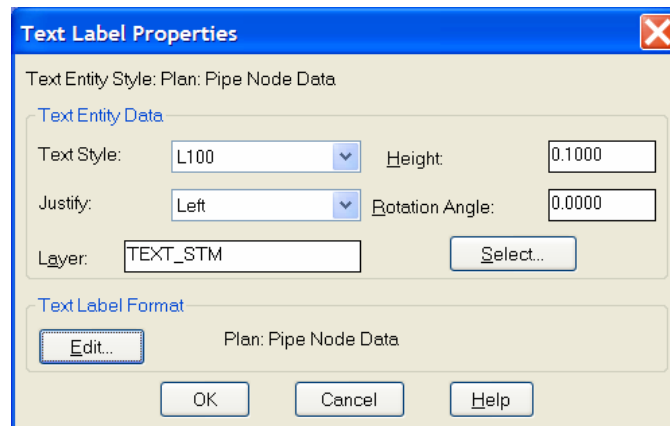 Text Label Properties
Text Entity Style: Plan: Pipe Node Data
Text Entity Data
Text Style: L100 Height: 0.1000
Justify: Left Rotation Angle: 0.0000
Layer: TEXT_STM Select...
Text Label Format
Edit... Plan: Pipe Node Data
OK Cancel Help